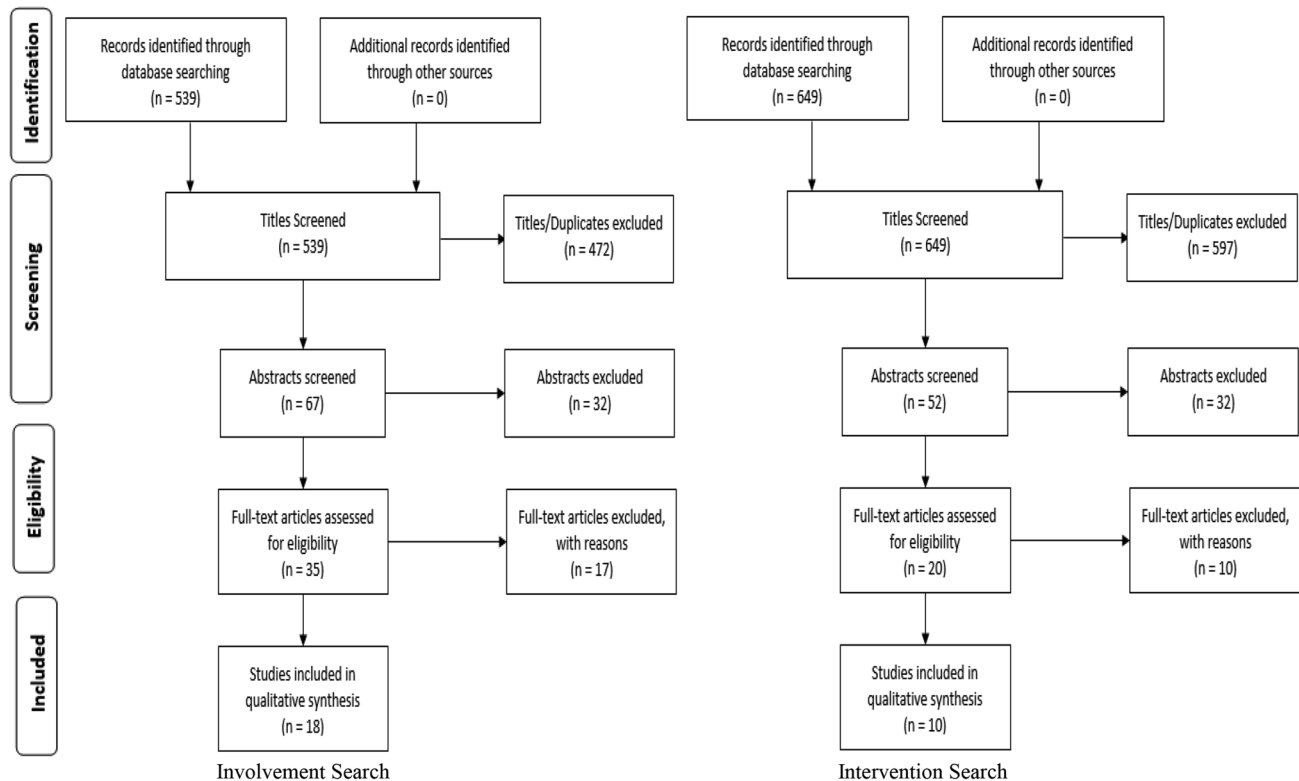 Identification
Records identified through
database searching
(n = 539)
Additional records identified
through other sources
(n = 0)
Records identified through
database searching
(n = 649)
Additional records identified
through other sources
(n = 0)
Screening
Titles Screened
(n = 539)
Titles/Duplicates excluded
(n = 472)
Titles Screened
(n = 649)
Titles/Duplicates excluded
(n = 597)
Abstracts screened
(n = 67)
Abstracts excluded
(n = 32)
Abstracts screened
(n = 52)
Abstracts excluded
(n = 32)
Eligibility
Full-text articles assessed
for eligibility
(n = 35)
Full-text articles excluded,
with reasons
(n = 17)
Full-text articles assessed
for eligibility
(n = 20)
Full-text articles excluded,
with reasons
(n = 10)
Included
Studies included in
qualitative synthesis
(n = 18)
Studies included in
qualitative synthesis
(n = 10)
Involvement Search
Intervention Search